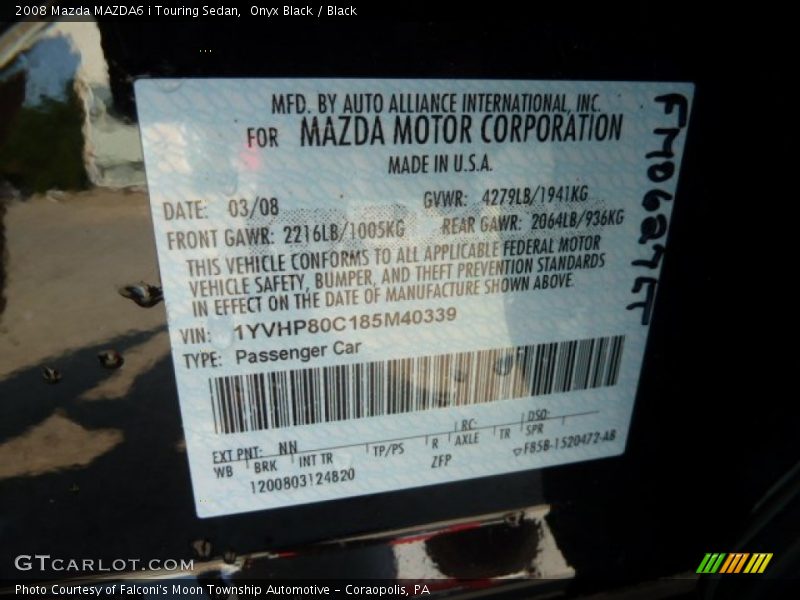 2008 Mazda MAZDA6 i Touring Sedan,  Onyx Black / Black
MFD. BY AUTO ALLIANCE INTERNATIONAL, INC.
FOR MAZDA MOTOR CORPORATION
MADE IN U.S.A.
DATE: 03/08 GVWR: 4279LB/1941KG
FRONT GAWR: 2216LB/1005KG REAR GAWR: 2064LB/936KG
THIS VEHICLE CONFORMS TO ALL APPLICABLE FEDERAL MOTOR
VEHICLE SAFETY, BUMPER, AND THEFT PREVENTION STANDARDS
IN EFFECT ON THE DATE OF MANUFACTURE SHOWN ABOVE.
VIN: 1YVHP80C185M40339
TYPE: Passenger Car
EXT PNT: NN RC: DSO:
WB BRK INT TR TP/PS R AXLE TR SPR
1200803124820 ZFP F85B-1520472-AB
GTCARLOT.COM
Photo Courtesy of Falconi's Moon Township Automotive - Coraopolis, PA